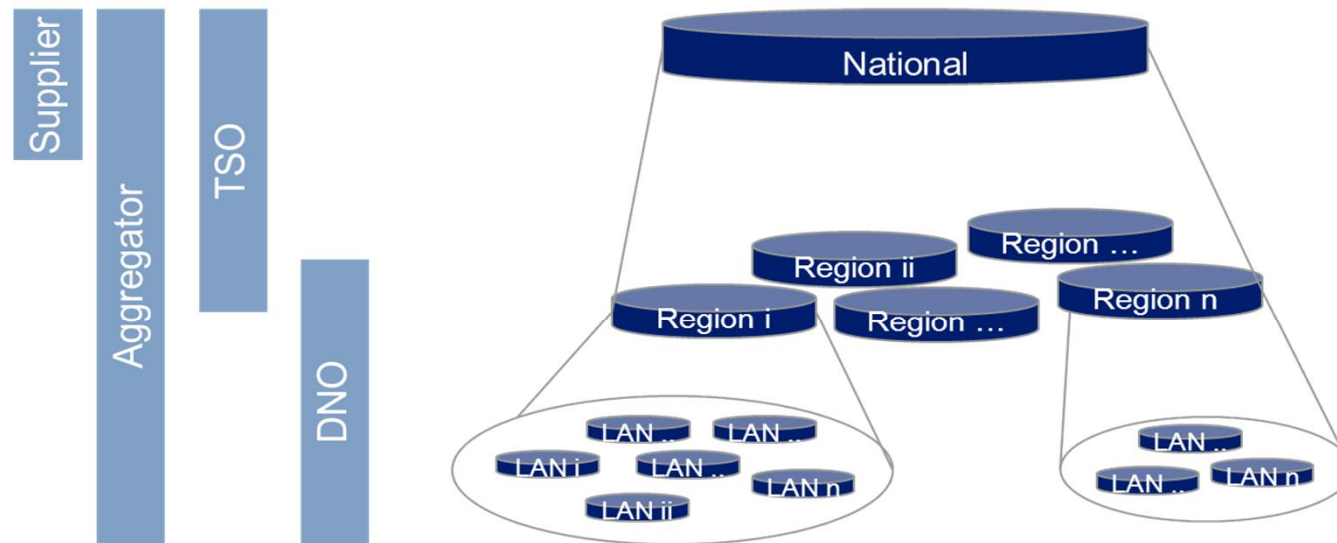 Supplier
Aggregator
TSO
DNO
National
Region ii
Region ...
Region i
Region ...
Region n
LAN ..
LAN ..
LAN i
LAN ..
LAN n
LAN ii
LAN ..
LAN ..
LAN n